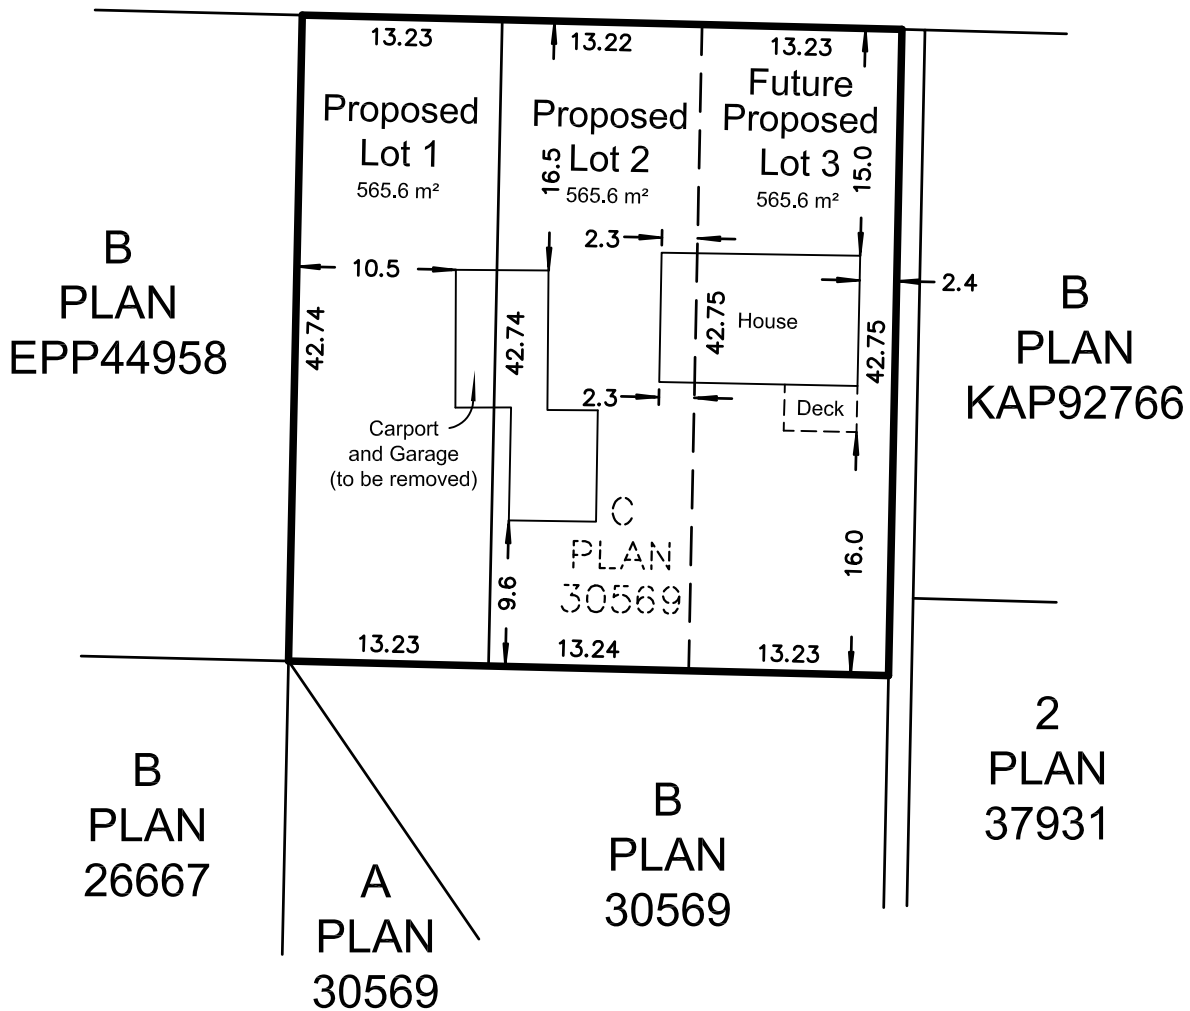 13.23
13.22
13.23
Proposed
Lot 1
565.6 m²
Proposed
Lot 2
565.6 m²
Future
Proposed
Lot 3
565.6 m²
16.5
15.0
2.3
10.5
2.4
B
PLAN
EPP44958
42.74
42.74
42.75
House
42.75
B
PLAN
KAP92766
2.3
Deck
Carport
and Garage
(to be removed)
C
PLAN
30569
9.6
16.0
13.23
13.24
13.23
B
PLAN
26667
A
PLAN
30569
B
PLAN
30569
2
PLAN
37931